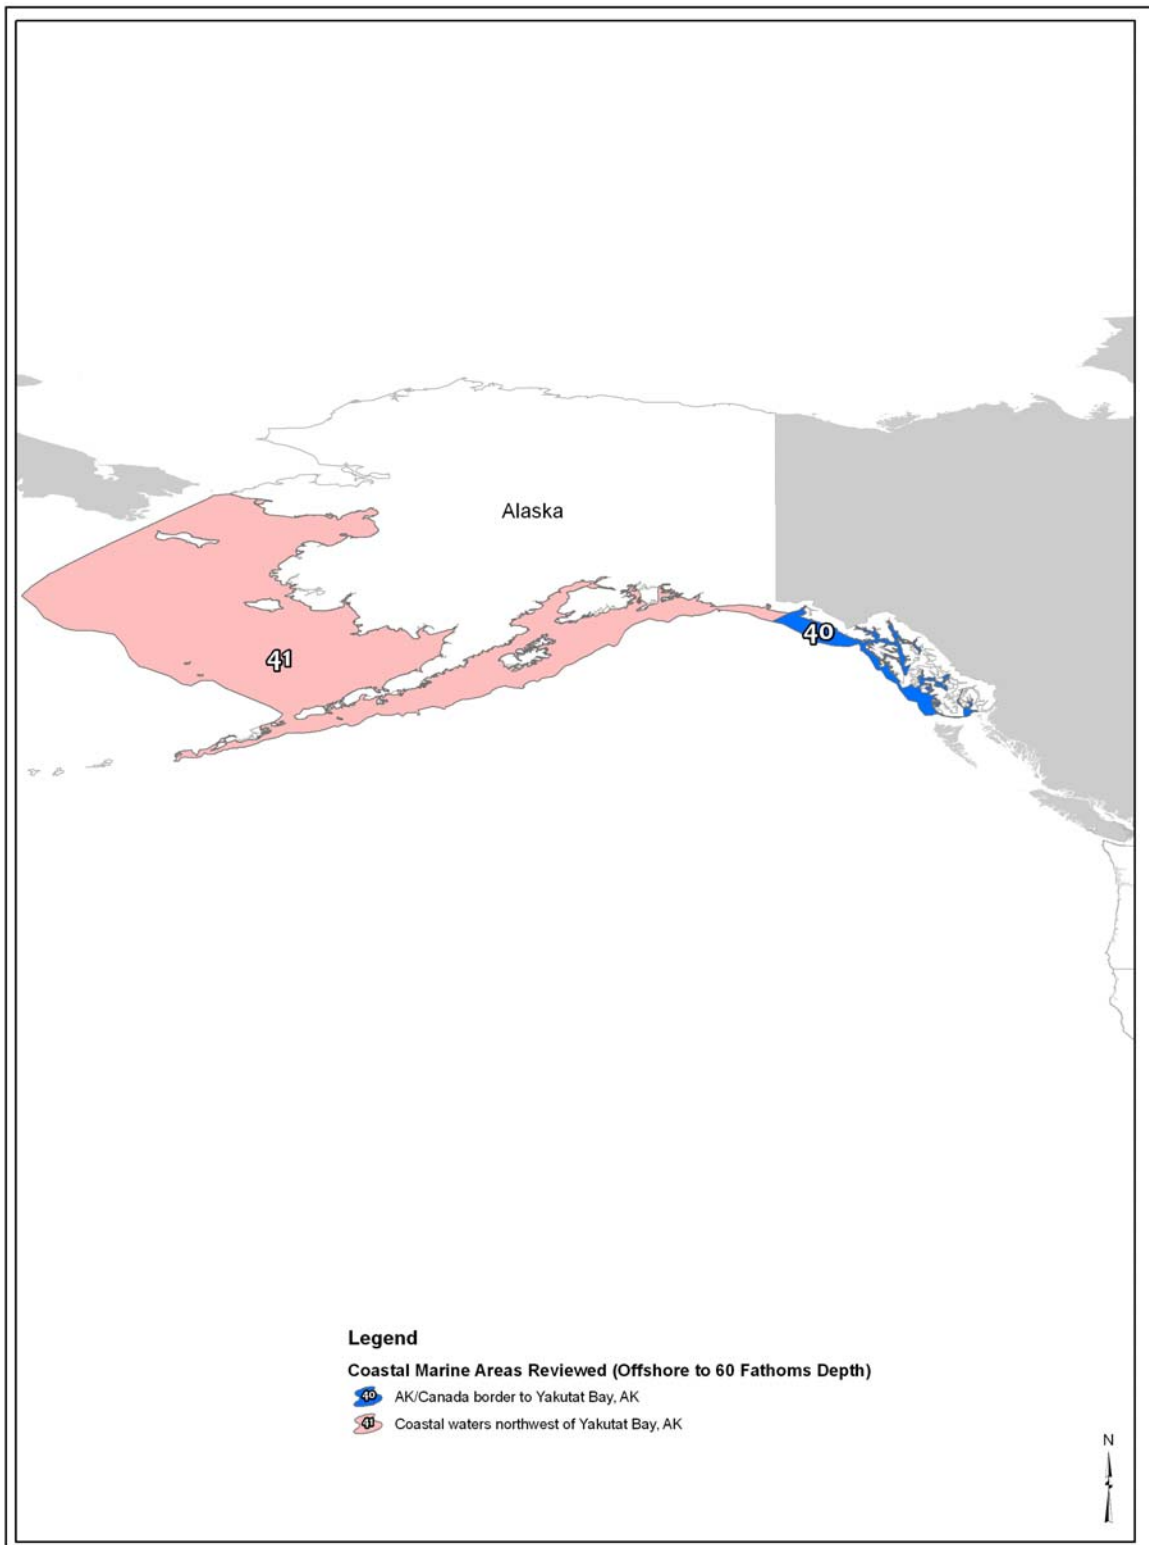 Alaska
41
40
Legend
Coastal Marine Areas Reviewed (Offshore to 60 Fathoms Depth)
40 AK/Canada border to Yakutat Bay, AK
41 Coastal waters northwest of Yakutat Bay, AK
N